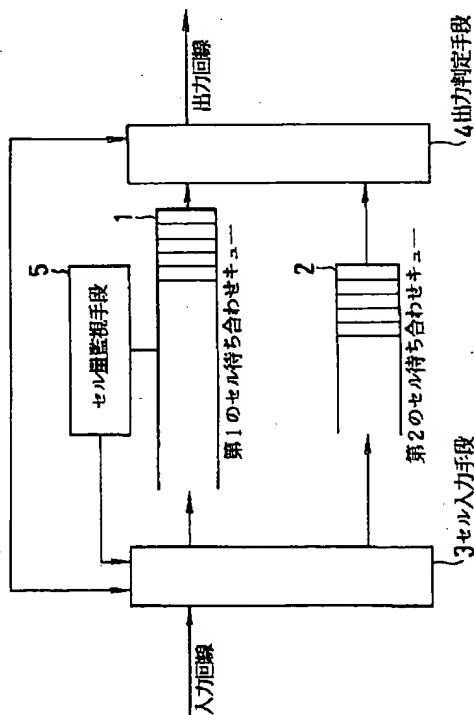 入力回線
3 セル入力手段
5
セル量監視手段
1
第1のセル待ち合わせキュー
2
第2のセル待ち合わせキュー
出力回線
4 出力判定手段